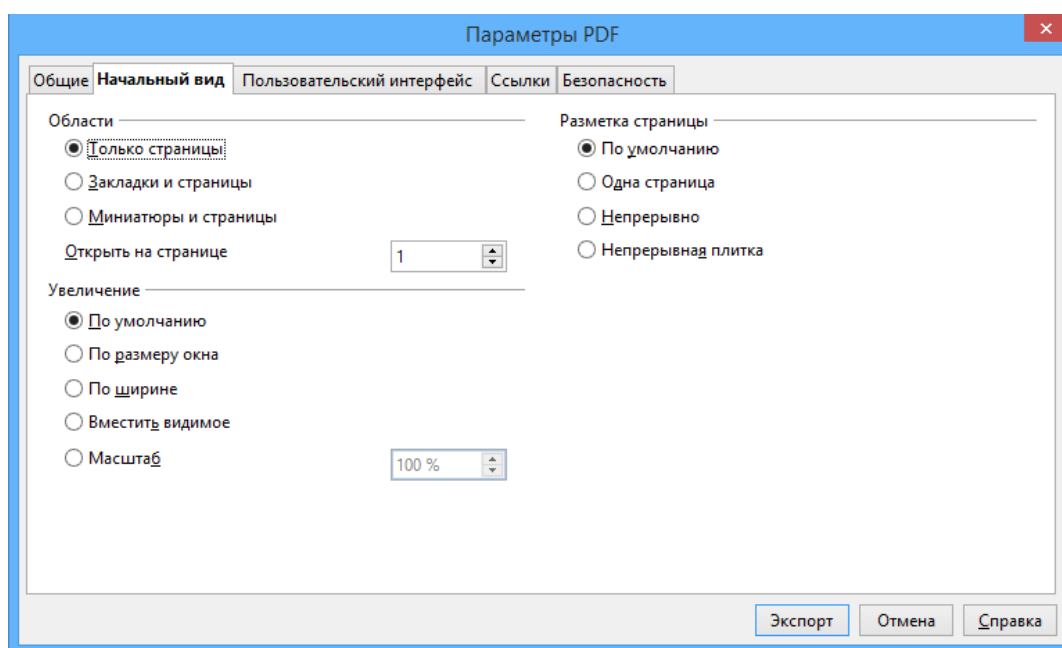 Параметры PDF
Общие Начальный вид Пользовательский интерфейс Ссылки Безопасность
Области
Только страницы
Закладки и страницы
Миниатюры и страницы
Открыть на странице 1
Увеличение
По умолчанию
По размеру окна
По ширине
Вместить видимое
Масштаб 100 %
Разметка страницы
По умолчанию
Одна страница
Непрерывно
Непрерывная плитка
Экспорт Отмена Справка